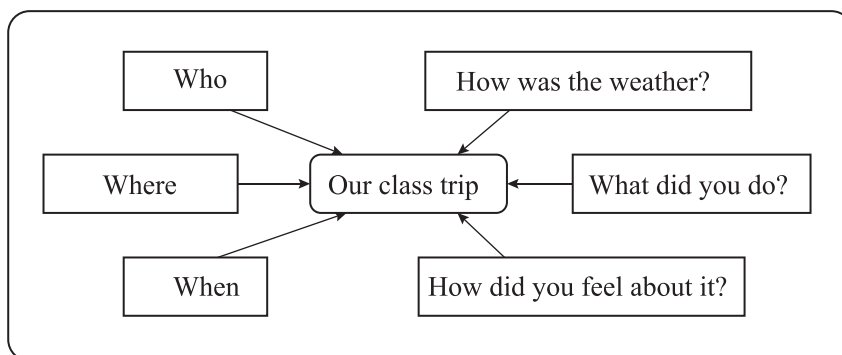 Who
How was the weather?
Where
Our class trip
What did you do?
When
How did you feel about it?